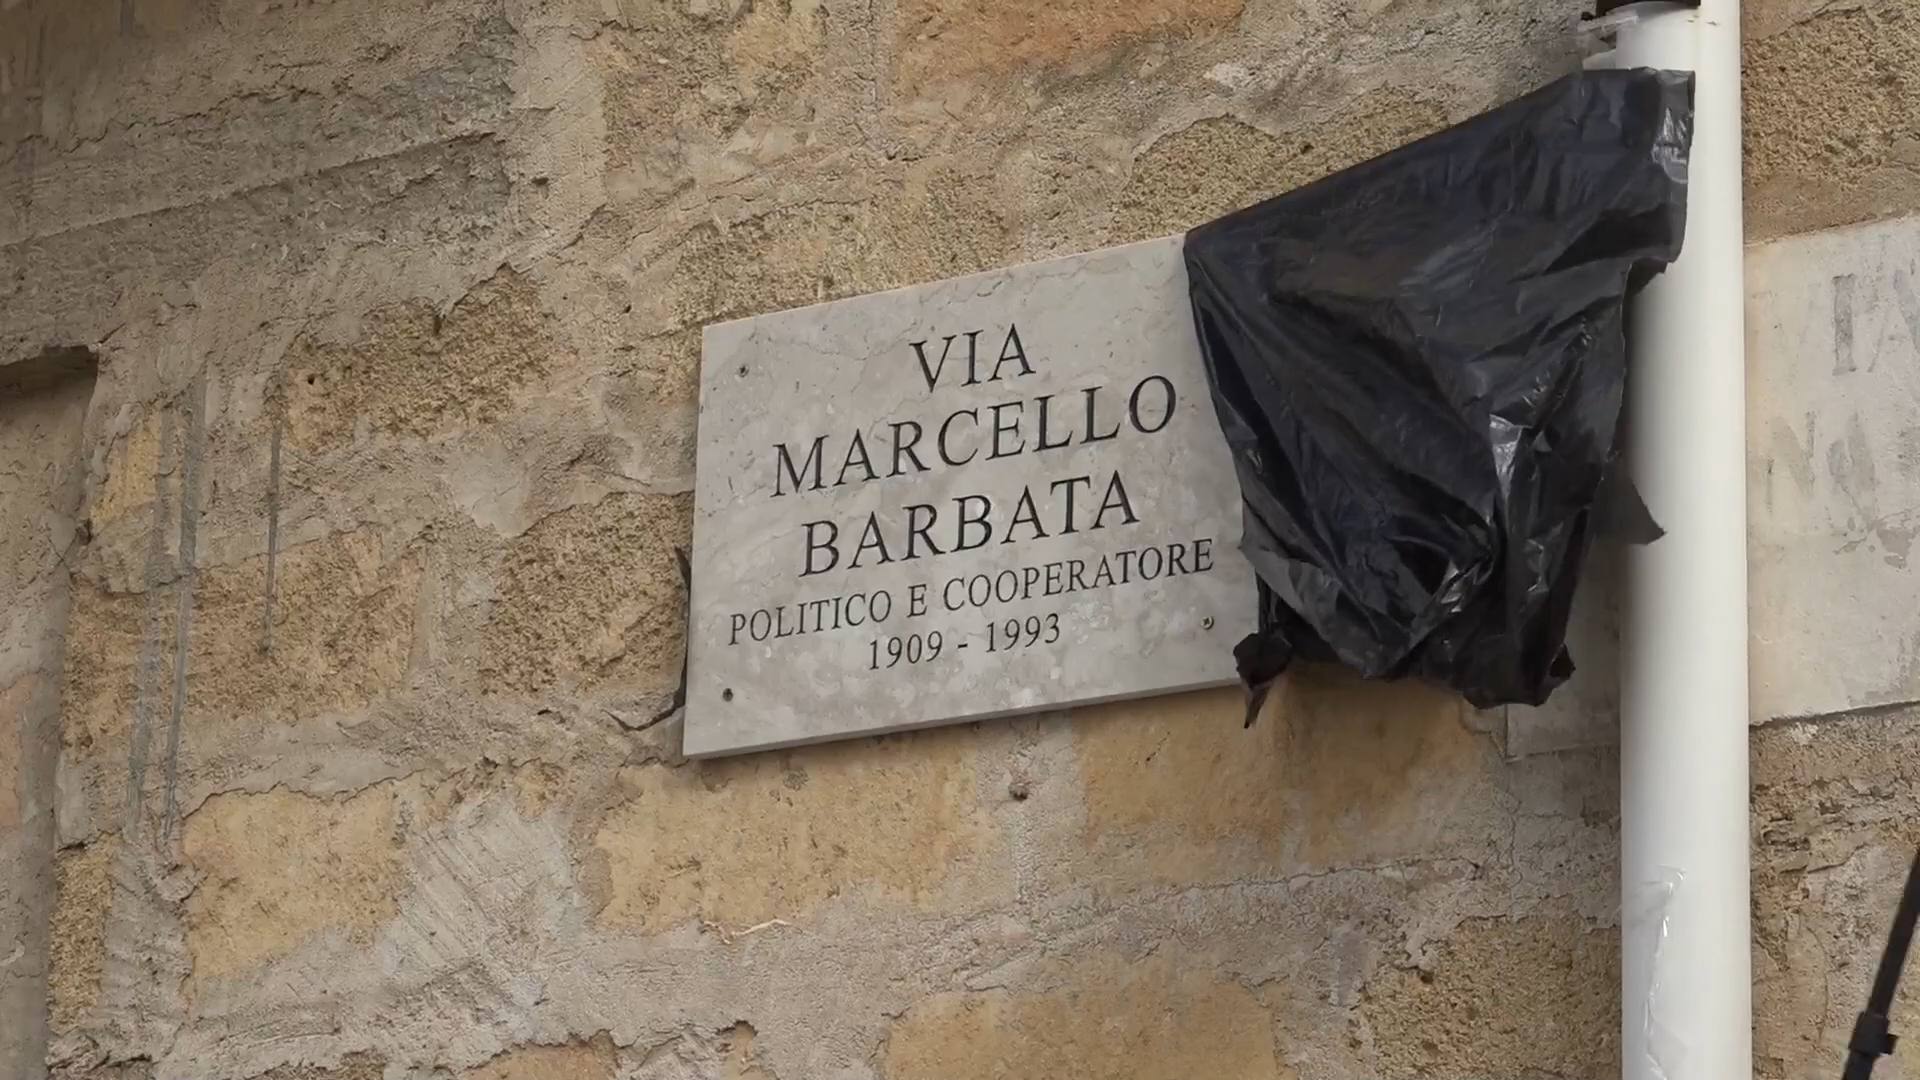 VIA
MARCELLO
BARBATA
POLITICO E COOPERATORE
1909 - 1993